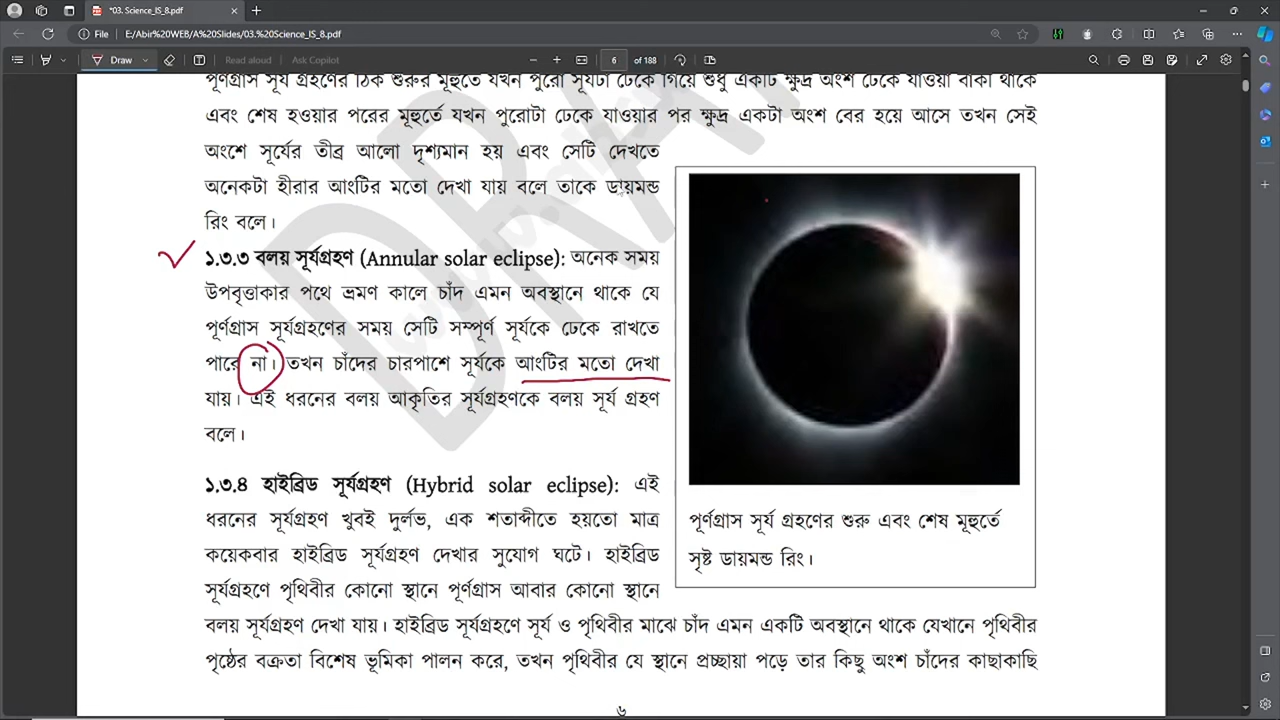 *03. Science_IS_8.pdf
File
E:/Abir%20WEB/A%20Slides/03.%20Science_IS_8.pdf
Draw
Read aloud
Ask Copilot
6
of 188
পূর্ণগ্রাস সূর্য গ্রহণের ঠিক শুরুর মূহুর্তে যখন পুরো সূর্যটা ঢেকে গিয়ে শুধু একটি ক্ষুদ্র অংশ ঢেকে যাওয়া বাকী থাকে
এবং শেষ হওয়ার পরের মূহুর্তে যখন পুরোটা ঢেকে যাওয়ার পর ক্ষুদ্র একটা অংশ বের হয়ে আসে তখন সেই
অংশে সূর্যের তীব্র আলো দৃশ্যমান হয় এবং সেটি দেখতে
অনেকটা হীরার আংটির মতো দেখা যায় বলে তাকে ডায়মন্ড
রিং বলে।
১.৩.৩ বলয় সূর্যগ্রহণ (Annular solar eclipse): অনেক সময়
উপবৃত্তাকার পথে ভ্রমণ কালে চাঁদ এমন অবস্থানে থাকে যে
পূর্ণগ্রাস সূর্যগ্রহণের সময় সেটি সম্পূর্ণ সূর্যকে ঢেকে রাখতে
পারে না। তখন চাঁদের চারপাশে সূর্যকে আংটির মতো দেখা
যায়। এই ধরনের বলয় আকৃতির সূর্যগ্রহণকে বলয় সূর্য গ্রহণ
বলে।
১.৩.৪ হাইব্রিড সূর্যগ্রহণ (Hybrid solar eclipse): এই
ধরনের সূর্যগ্রহণ খুবই দুর্লভ, এক শতাব্দীতে হয়তো মাত্র
কয়েকবার হাইব্রিড সূর্যগ্রহণ দেখার সুযোগ ঘটে। হাইব্রিড
সূর্যগ্রহণে পৃথিবীর কোনো স্থানে পূর্ণগ্রাস আবার কোনো স্থানে
বলয় সূর্যগ্রহণ দেখা যায়। হাইব্রিড সূর্যগ্রহণে সূর্য ও পৃথিবীর মাঝে চাঁদ এমন একটি অবস্থানে থাকে যেখানে পৃথিবীর
পৃষ্ঠের বক্রতা বিশেষ ভূমিকা পালন করে, তখন পৃথিবীর যে স্থানে প্রচ্ছায়া পড়ে তার কিছু অংশ চাঁদের কাছাকাছি
পূর্ণগ্রাস সূর্য গ্রহণের শুরু এবং শেষ মূহুর্তে
সৃষ্ট ডায়মন্ড রিং।
৬